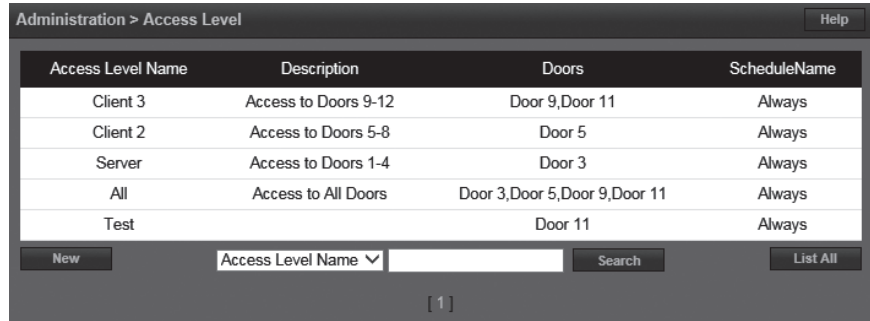 Administration > Access Level Help
Access Level Name Description Doors ScheduleName
Client 3 Access to Doors 9-12 Door 9,Door 11 Always
Client 2 Access to Doors 5-8 Door 5 Always
Server Access to Doors 1-4 Door 3 Always
All Access to All Doors Door 3,Door 5,Door 9,Door 11 Always
Test Door 11 Always
New Access Level Name Search List All
[ 1 ]